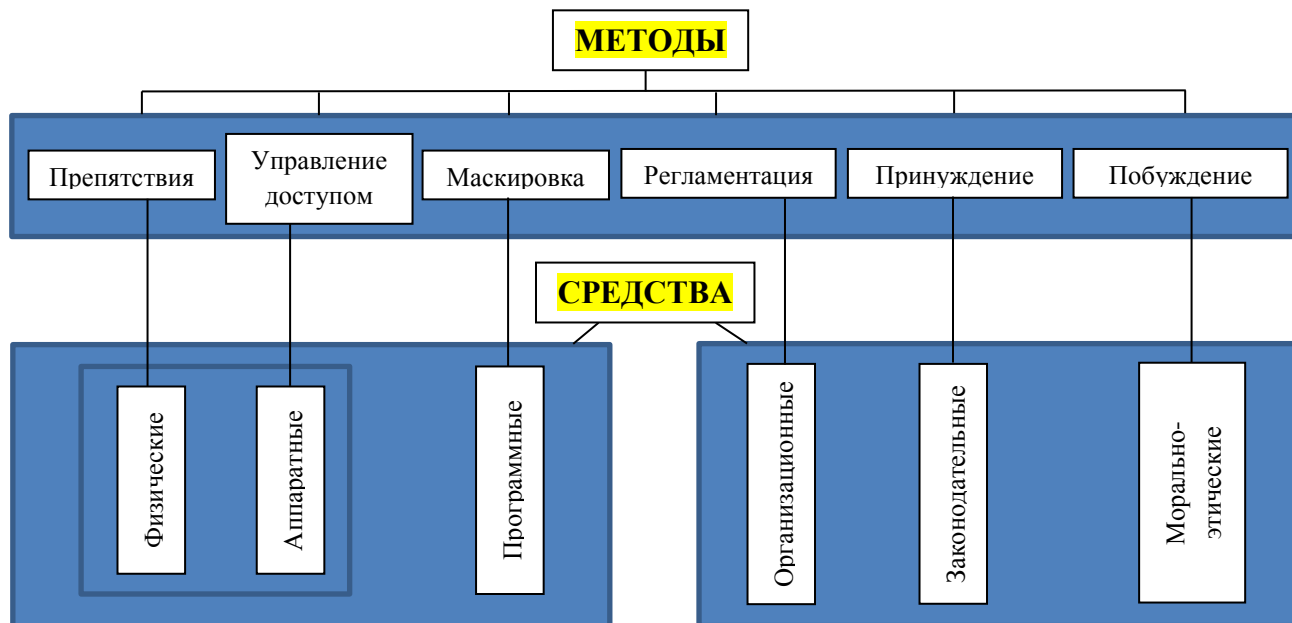 МЕТОДЫ
Препятствия
Управление
доступом
Маскировка
Регламентация
Принуждение
Побуждение
СРЕДСТВА
Физические
Аппаратные
Программные
Организационные
Законодательные
Морально-
этические